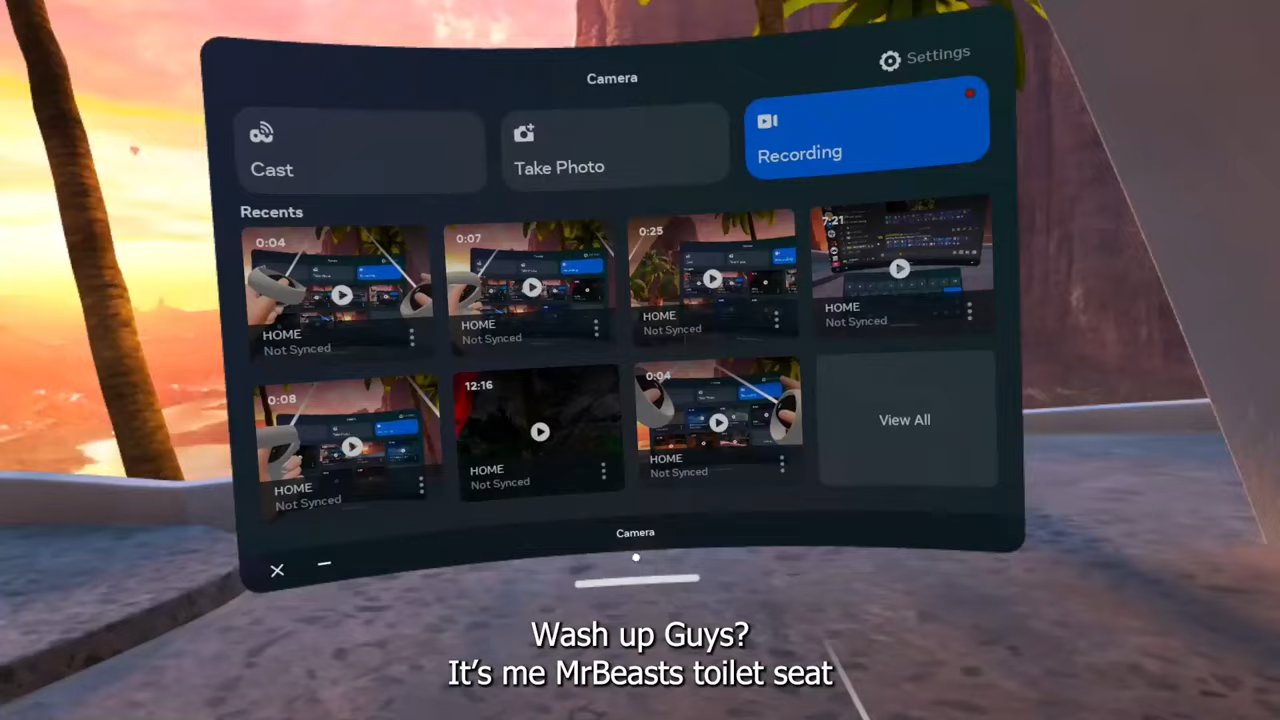 Settings
Camera
Cast
Take Photo
Recording
Recents
0:04
HOME
Not Synced
0:07
HOME
Not Synced
0:25
HOME
Not Synced
7:21
HOME
Not Synced
0:08
HOME
Not Synced
12:16
HOME
Not Synced
0:04
HOME
Not Synced
View All
Camera
Wash up Guys?
It's me MrBeasts toilet seat